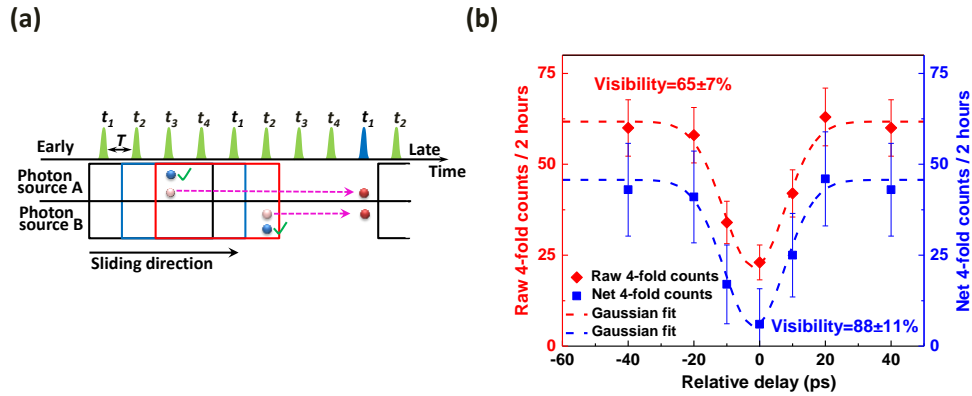 (a)
t1 t2 t3 t4 t1 t2 t3 t4 t1 t2
T
Early
Late
Time
Photon
source A
Photon
source B
Sliding direction
(b)
Raw 4-fold counts / 2 hours
75
50
25
0
Visibility=65±7%
Raw 4-fold counts
Net 4-fold counts
Gaussian fit
Gaussian fit
Visibility=88±11%
75
50
25
0
Net 4-fold counts / 2 hours
-60 -40 -20 0 20 40 60
Relative delay (ps)